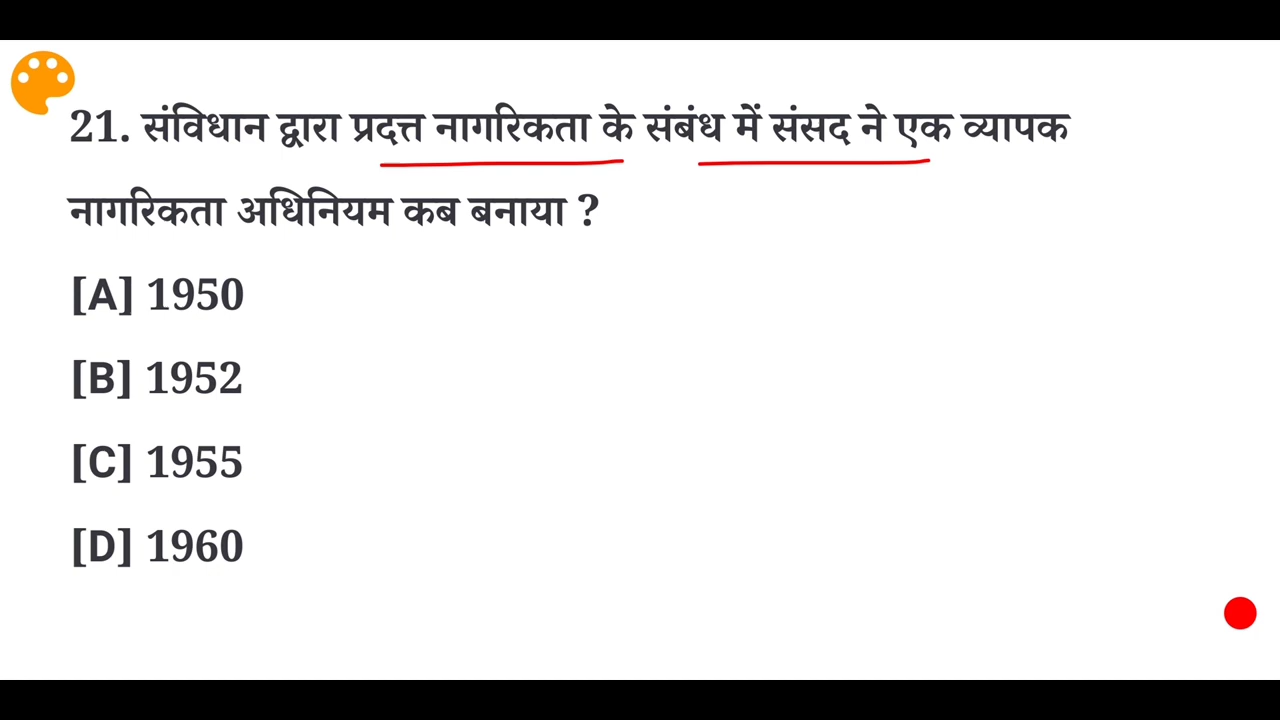 21. संविधान द्वारा प्रदत्त नागरिकता के संबंध में संसद ने एक व्यापक
नागरिकता अधिनियम कब बनाया ?
[A] 1950
[B] 1952
[C] 1955
[D] 1960